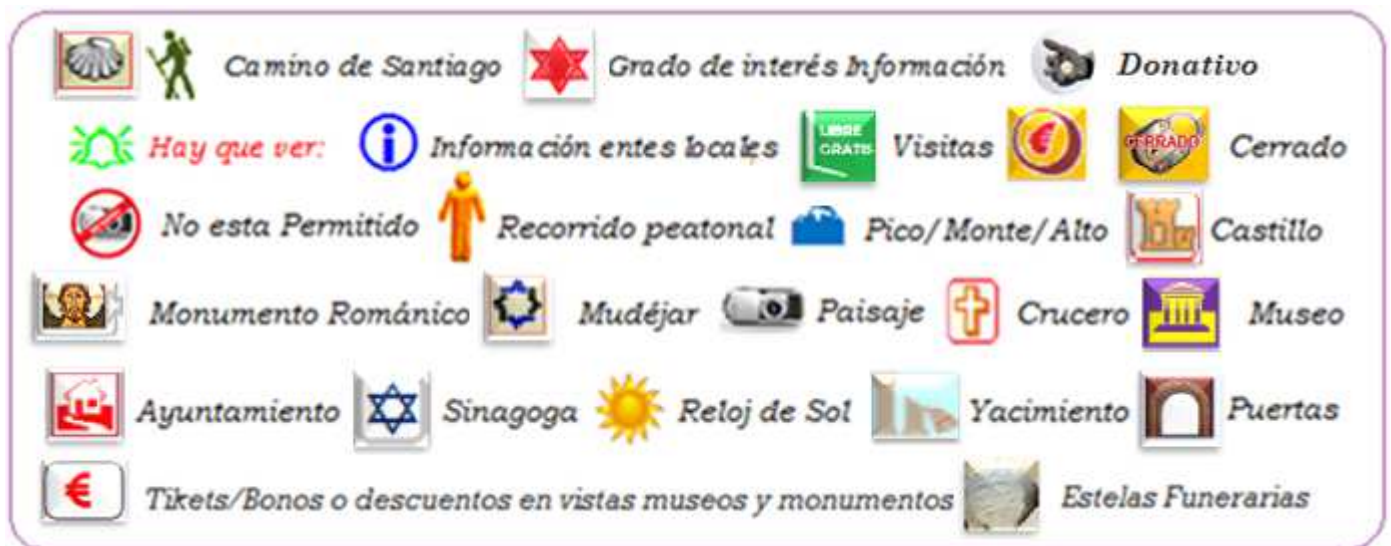 Camino de Santiago Grado de interés Información Donativo
Hay que ver: i Información entes locales LIBRE GRATIS Visitas € CERRADO Cerrado
No esta Permitido Recorrido peatonal Pico/Monte/Alto Castillo
Monumento Románico Mudéjar Paisaje Crucero Museo
Ayuntamiento Sinagoga Reloj de Sol Yacimiento Puertas
€ Tikets/Bonos o descuentos en vistas museos y monumentos Estelas Funerarias